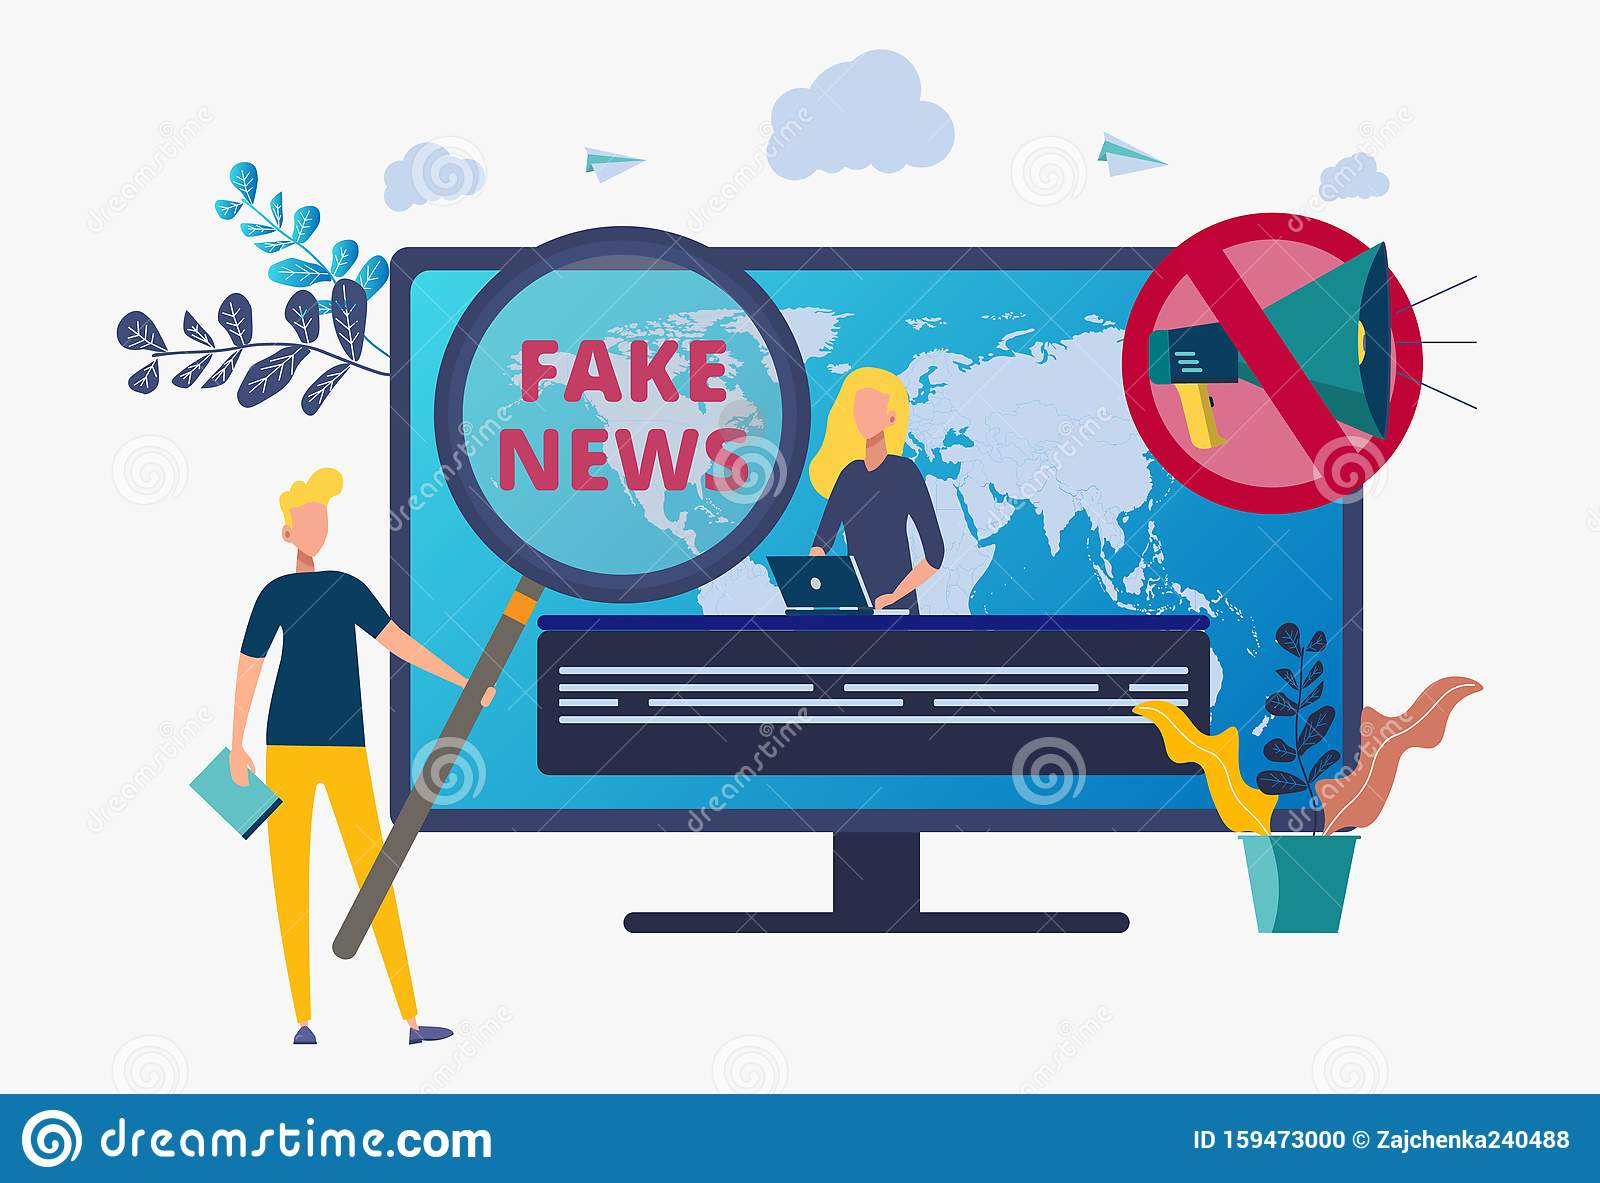 FAKE
NEWS
dreamstime.com
ID 159473000 © Zajchenka240488